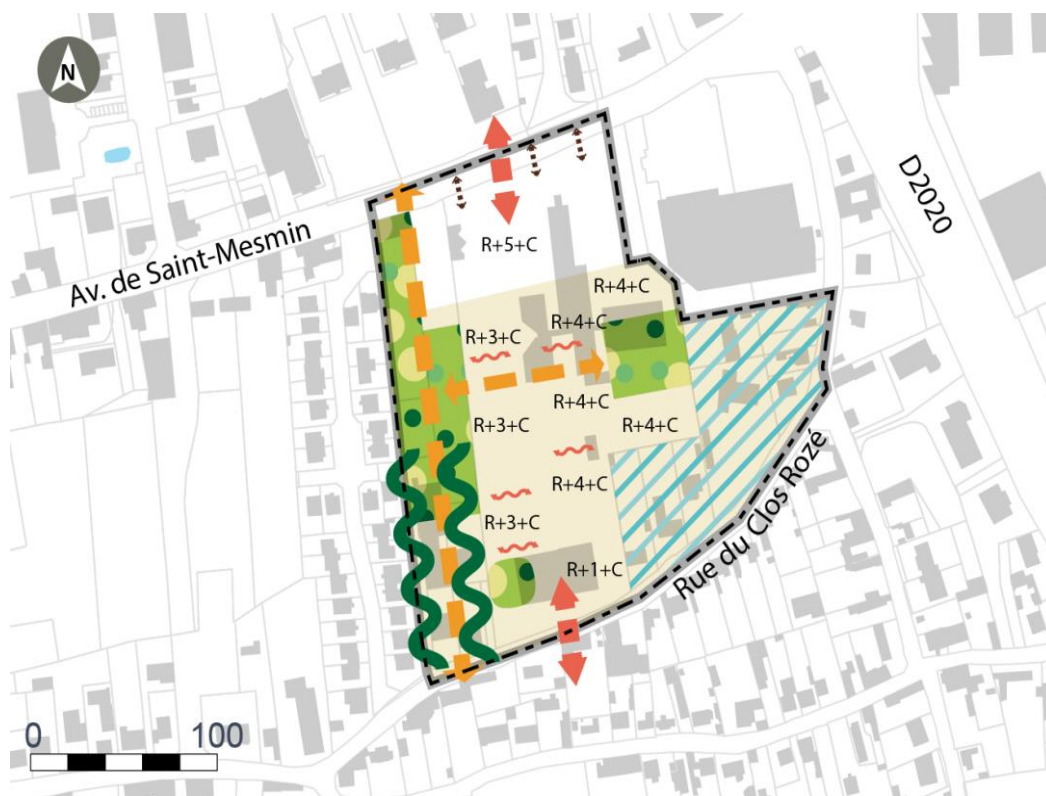 N
Av. de Saint-Mesmin
D2020
R+5+C
R+4+C
R+4+C
R+3+C
R+4+C
R+3+C
R+4+C
R+4+C
R+3+C
R+1+C
Rue du Clos Rozé
0 100